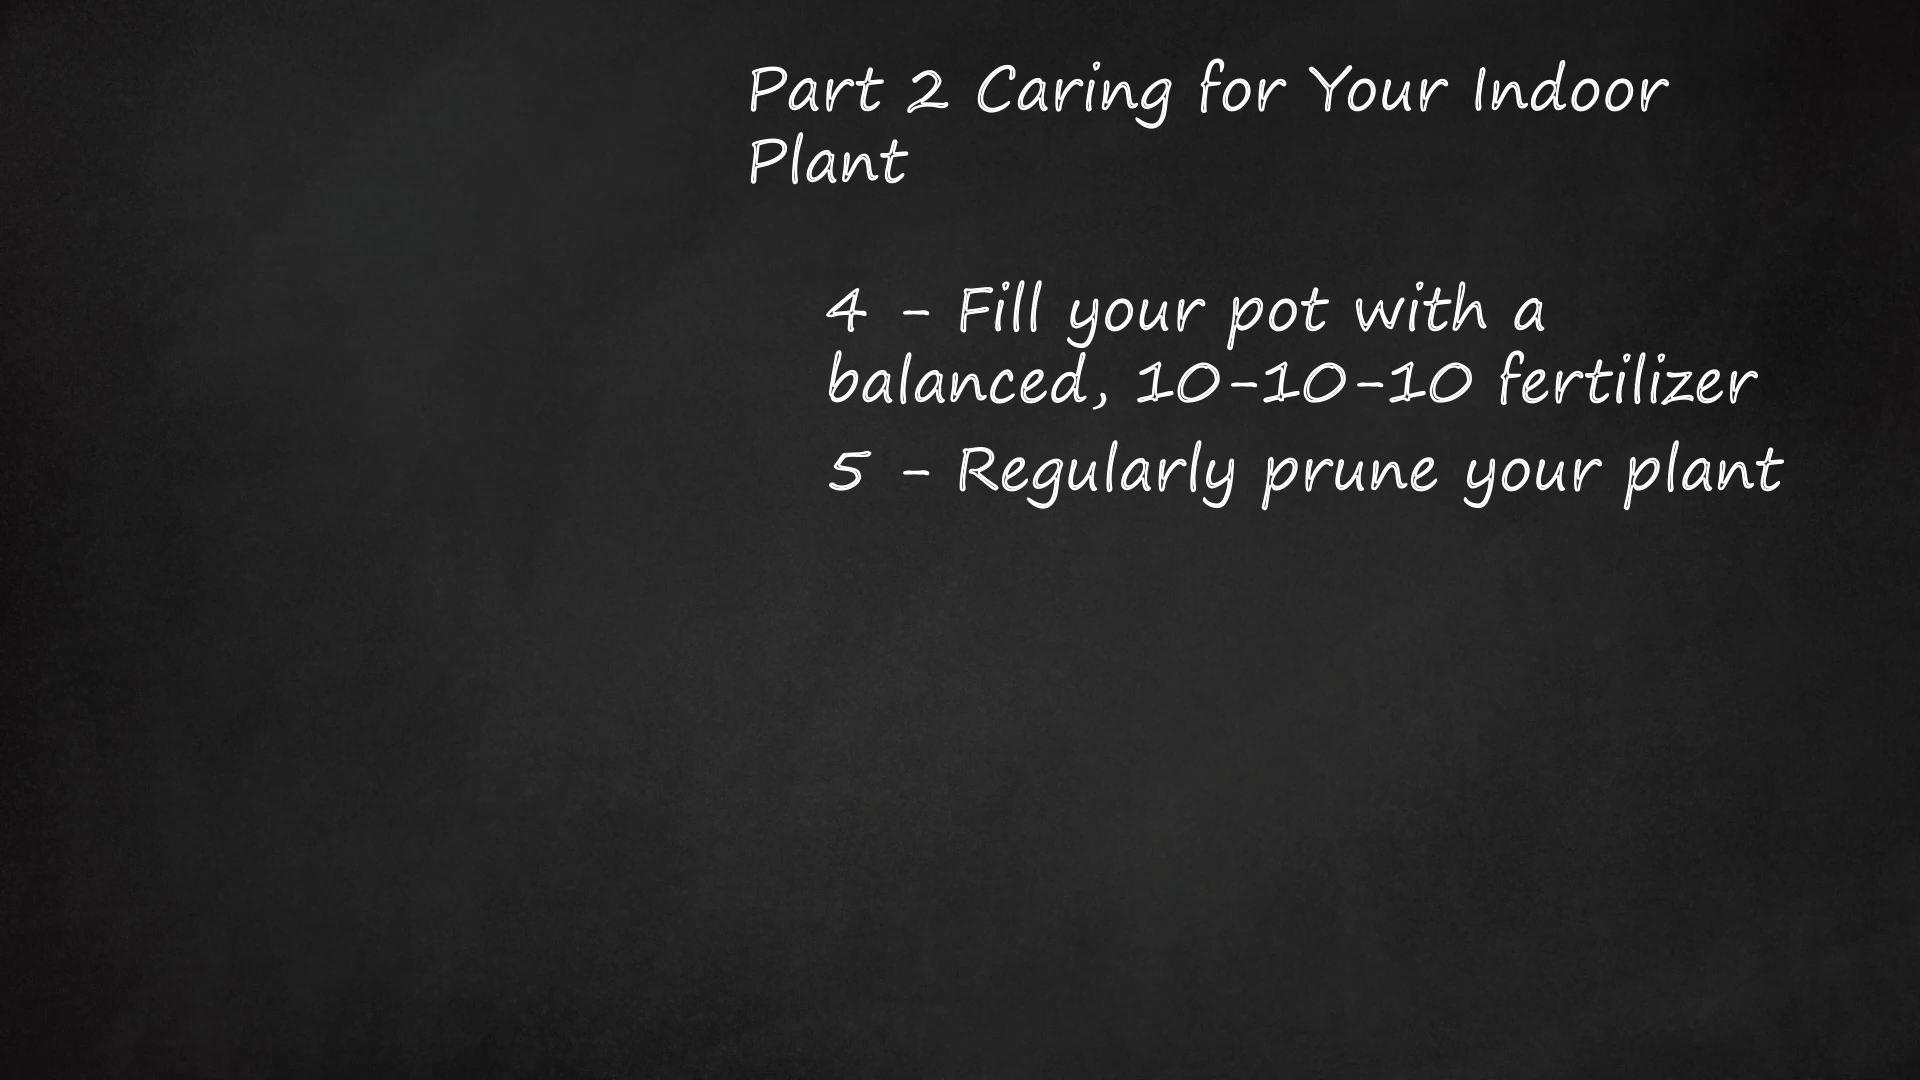 Part 2 Caring for Your Indoor
Plant
4 - Fill your pot with a
balanced, 10-10-10 fertilizer
5 - Regularly prune your plant